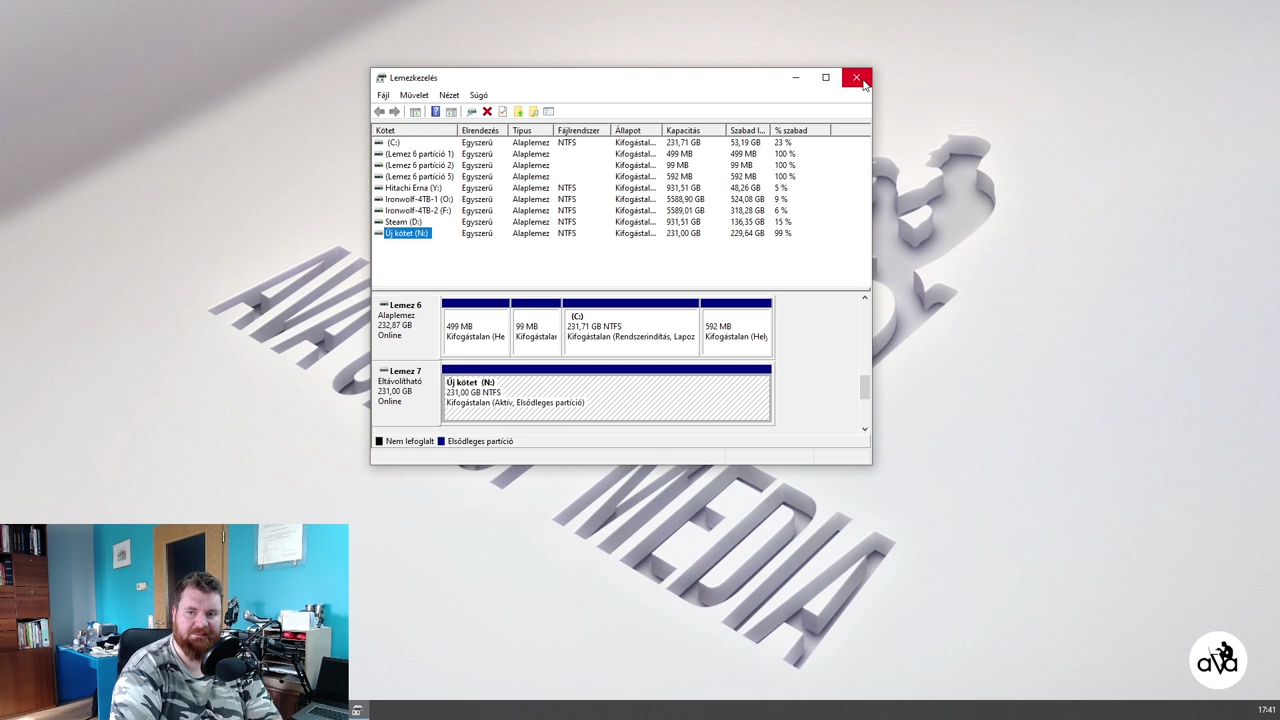 Lemezkezelés
Fájl Művelet Nézet Súgó
Kötet Elrendezés Típus Fájlrendszer Állapot Kapacitás Szabad l... % szabad
(C:) Egyszerű Alaplemez NTFS Kifogástal... 231,71 GB 53,19 GB 23 %
(Lemez 6 partíció 1) Egyszerű Alaplemez Kifogástal... 499 MB 499 MB 100 %
(Lemez 6 partíció 2) Egyszerű Alaplemez Kifogástal... 99 MB 99 MB 100 %
(Lemez 6 partíció 5) Egyszerű Alaplemez Kifogástal... 592 MB 592 MB 100 %
Hitachi Erna (Y:) Egyszerű Alaplemez NTFS Kifogástal... 931,51 GB 48,26 GB 5 %
Ironwolf-4TB-1 (O:) Egyszerű Alaplemez NTFS Kifogástal... 5588,90 GB 524,08 GB 9 %
Ironwolf-4TB-2 (F:) Egyszerű Alaplemez NTFS Kifogástal... 5589,01 GB 318,28 GB 6 %
Steam (D:) Egyszerű Alaplemez NTFS Kifogástal... 931,51 GB 136,35 GB 15 %
Új kötet (N:) Egyszerű Alaplemez NTFS Kifogástal... 231,00 GB 229,64 GB 99 %
Lemez 6
Alaplemez
232,87 GB
Online
499 MB
Kifogástalan (He
99 MB
Kifogástalan
(C:)
231,71 GB NTFS
Kifogástalan (Rendszerindítás, Lapoz
592 MB
Kifogástalan (Hely
Lemez 7
Eltávolítható
231,00 GB
Online
Új kötet (N:)
231,00 GB NTFS
Kifogástalan (Aktív, Elsődleges partíció)
Nem lefoglalt Elsődleges partíció
MEDIA
ava
17:41